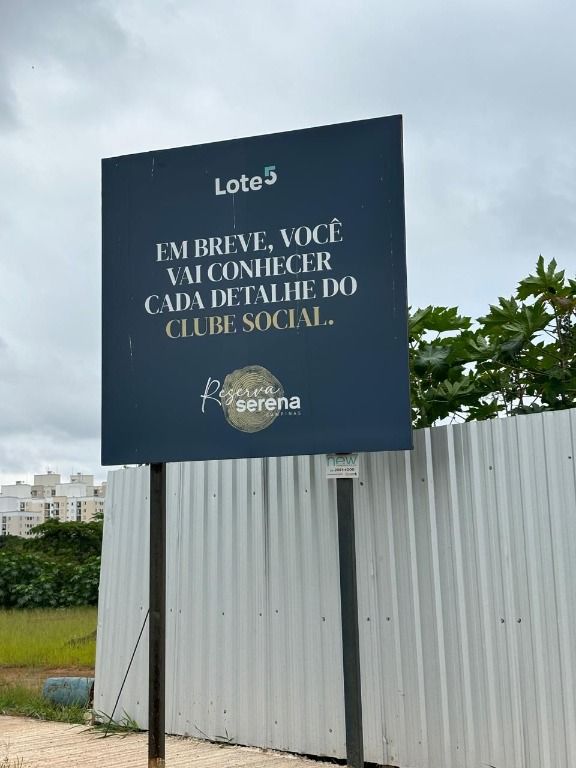 Lote5
EM BREVE, VOCÊ
VAI CONHECER
CADA DETALHE DO
CLUBE SOCIAL.
Reserva
serena
CAMPINAS
new